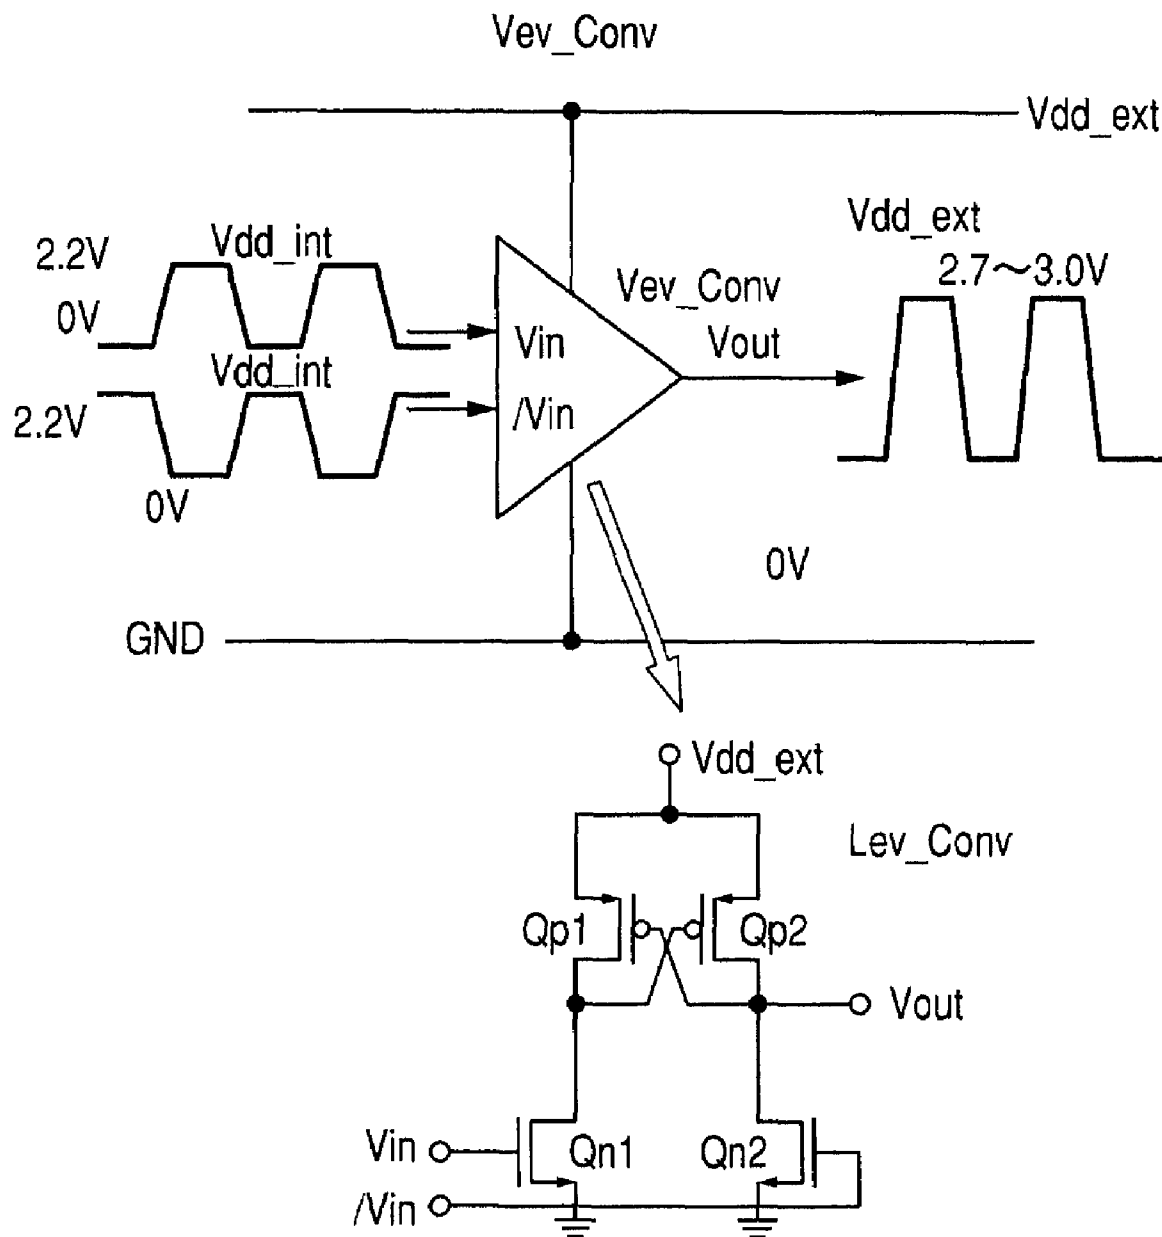 Vev_Conv
Vdd_ext
Vdd_ext
2.7～3.0V
2.2V
Vdd_int
0V
Vin
Vev_Conv
Vout
Vdd_int
2.2V
/Vin
0V
0V
GND
Vdd_ext
Lev_Conv
Qp1
Qp2
Vout
Vin
Qn1
Qn2
/Vin